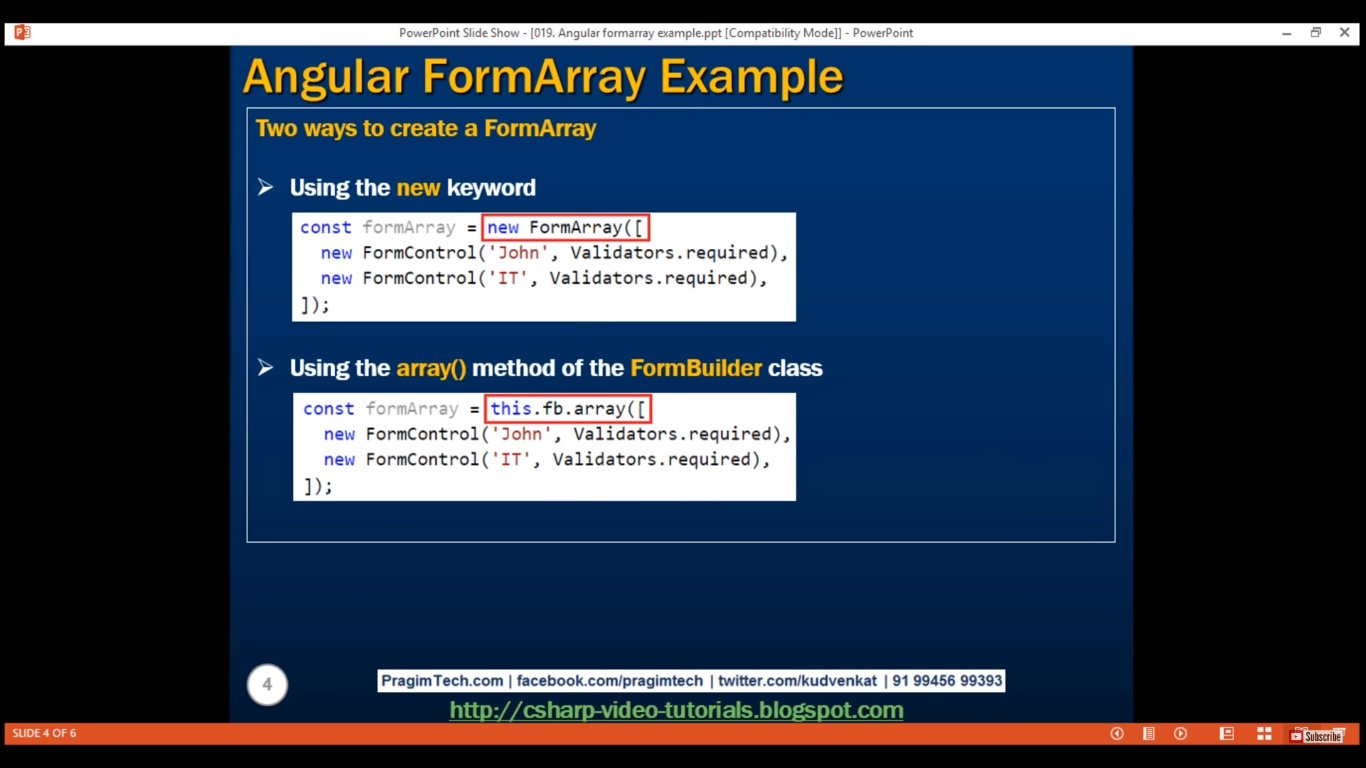 PowerPoint Slide Show - [019. Angular formarray example.ppt [Compatibility Mode]] - PowerPoint
Angular FormArray Example
Two ways to create a FormArray
Using the new keyword
const formArray = new FormArray([
new FormControl('John', Validators.required),
new FormControl('IT', Validators.required),
]);
Using the array() method of the FormBuilder class
const formArray = this.fb.array([
new FormControl('John', Validators.required),
new FormControl('IT', Validators.required),
]);
4
PragimTech.com | facebook.com/pragimtech | twitter.com/kudvenkat | 91 99456 99393
http://csharp-video-tutorials.blogspot.com
SLIDE 4 OF 6
Subscribe